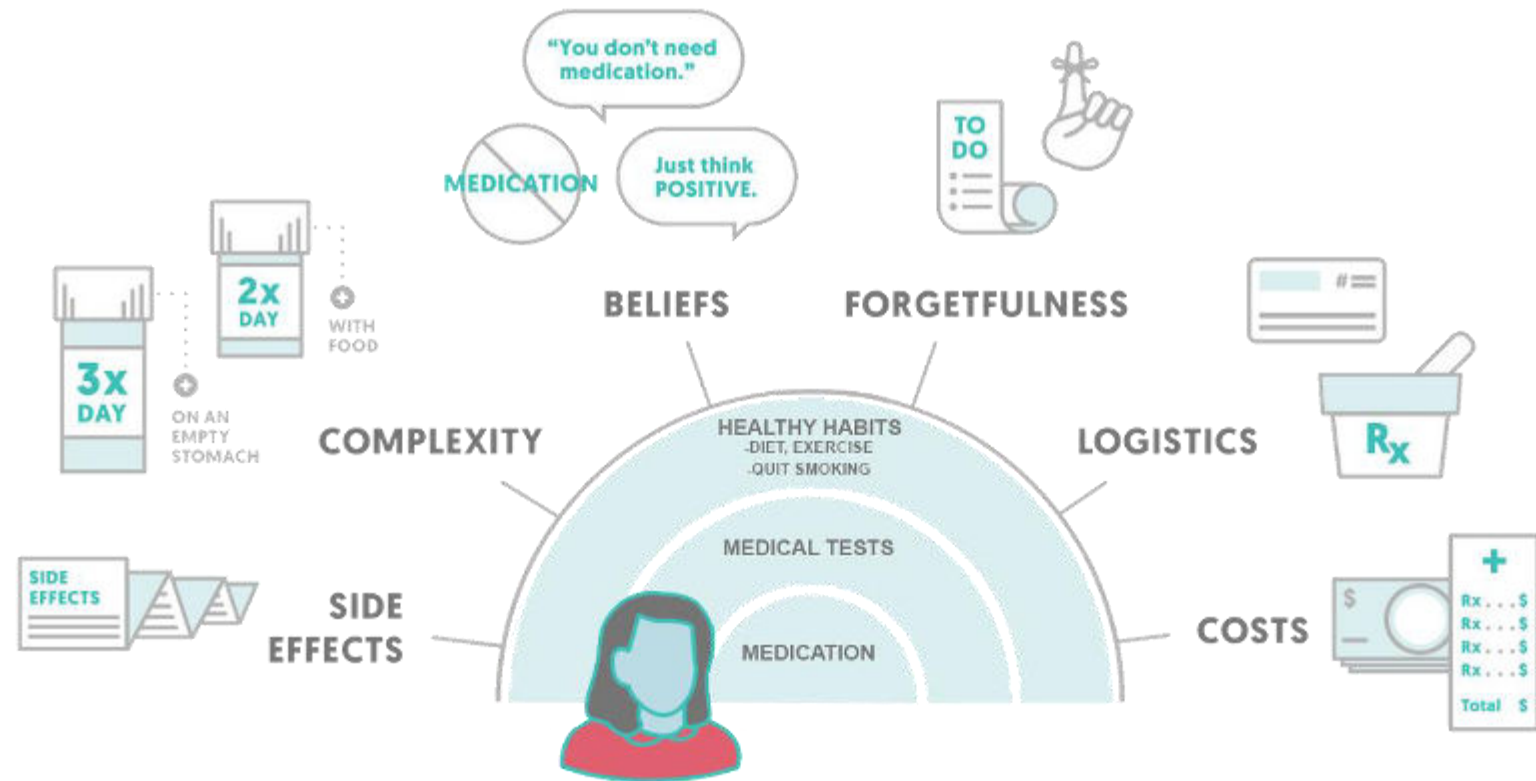 “You don’t need
medication.”
MEDICATION
Just think
POSITIVE.
TO
DO
BELIEFS
FORGETFULNESS
# 
2x
DAY
WITH
FOOD
3x
DAY
ON AN
EMPTY
STOMACH
COMPLEXITY
LOGISTICS
Rx
HEALTHY HABITS
-DIET, EXERCISE
-QUIT SMOKING
MEDICAL TESTS
MEDICATION
SIDE
EFFECTS
SIDE
EFFECTS
COSTS
$
+
Rx . . . $
Rx . . . $
Rx . . . $
Rx . . . $
Total $